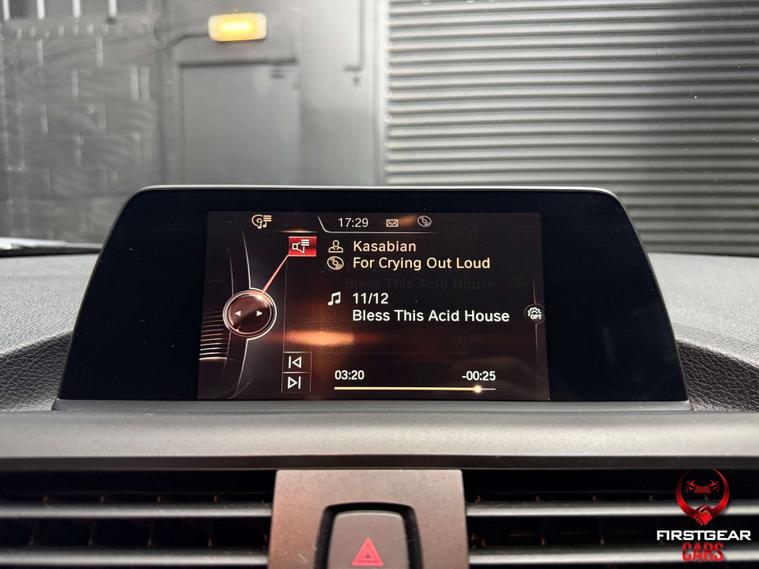 17:29
Kasabian
For Crying Out Loud
11/12
Bless This Acid House
OPT
03:20 -00:25
FIRSTGEAR
CARS